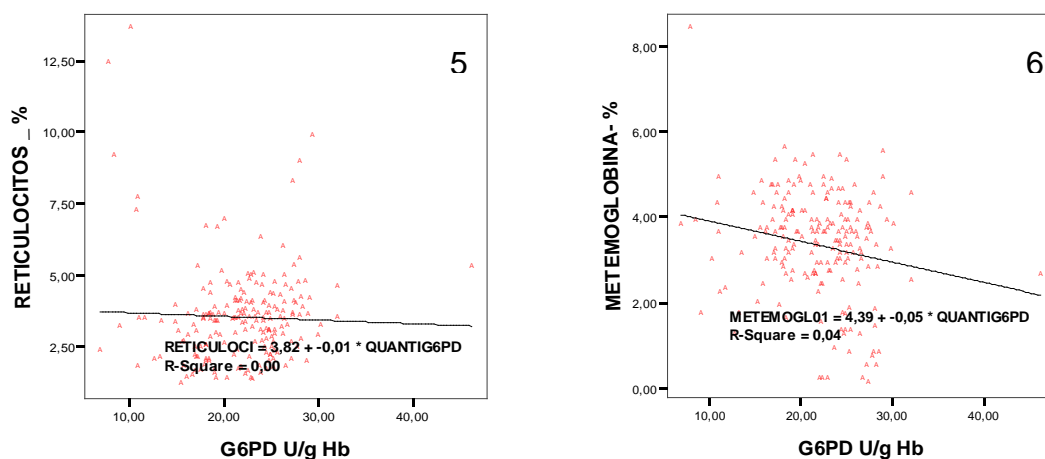 5
RETICULOCITOS _ %
12,50
10,00
7,50
5,00
2,50
RETICULOCI = 3,82 + -0,01 * QUANTIG6PD
R-Square = 0,00
10,00 20,00 30,00 40,00
G6PD U/g Hb
6
METEMOGLOBINA- %
8,00
6,00
4,00
2,00
0,00
METEMOGL01 = 4,39 + -0,05 * QUANTIG6PD
R-Square = 0,04
10,00 20,00 30,00 40,00
G6PD U/g Hb